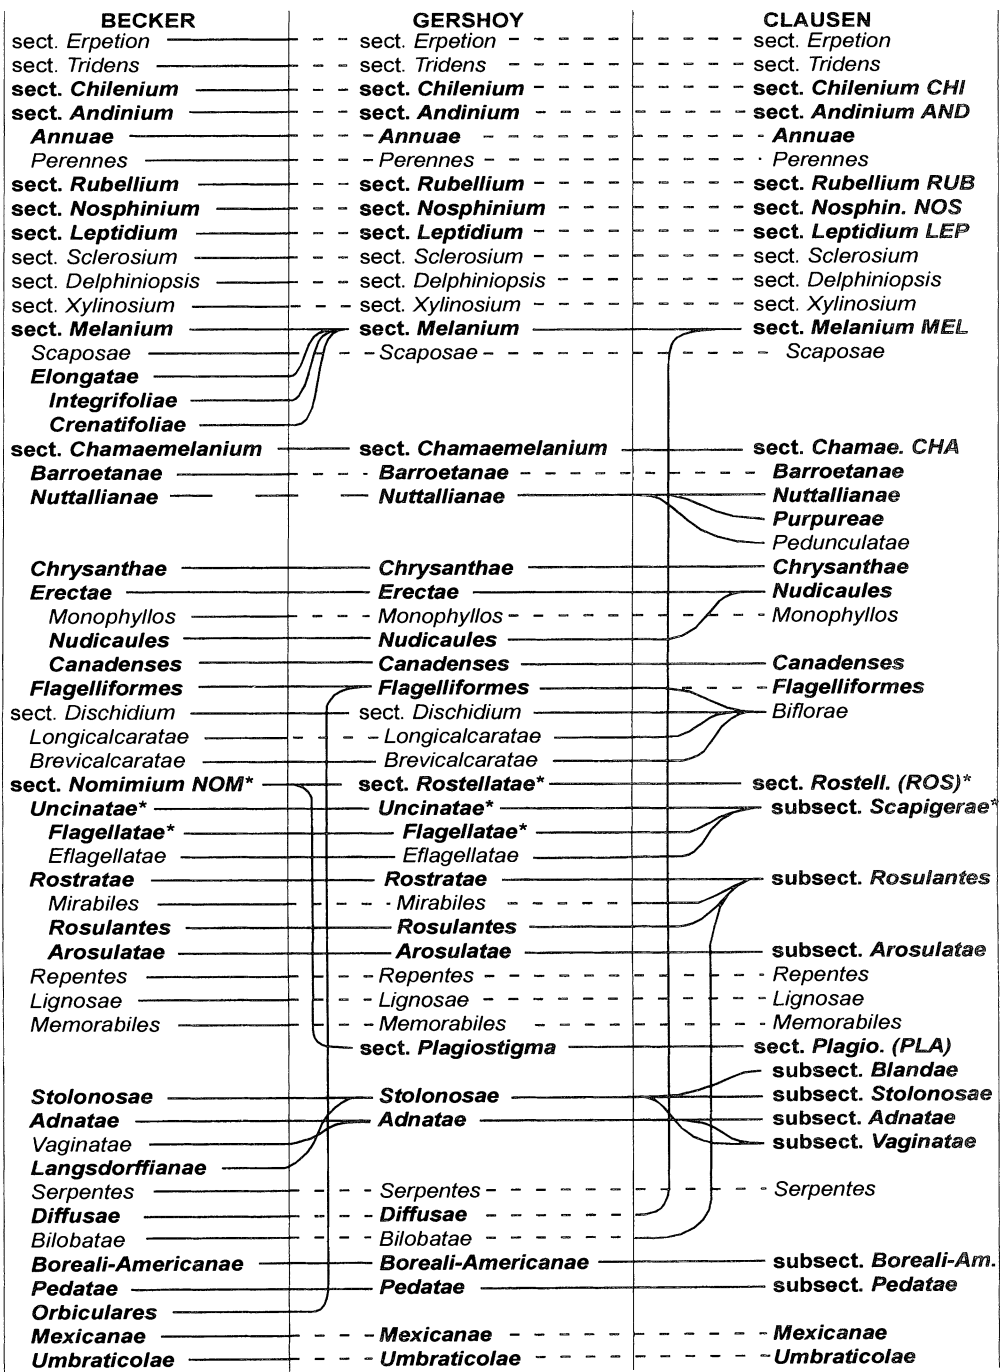 BECKER GERSHOY CLAUSEN
sect. Erpetion sect. Erpetion sect. Erpetion
sect. Tridens sect. Tridens sect. Tridens
sect. Chilenium sect. Chilenium sect. Chilenium CHI
sect. Andinium sect. Andinium sect. Andinium AND
Annuae Annuae Annuae
Perennes Perennes Perennes
sect. Rubellium sect. Rubellium sect. Rubellium RUB
sect. Nosphinium sect. Nosphinium sect. Nosphin. NOS
sect. Leptidium sect. Leptidium sect. Leptidium LEP
sect. Sclerosium sect. Sclerosium sect. Sclerosium
sect. Delphiniopsis sect. Delphiniopsis sect. Delphiniopsis
sect. Xylinosium sect. Xylinosium sect. Xylinosium
sect. Melanium sect. Melanium sect. Melanium MEL
Scaposae Scaposae Scaposae
Elongatae
Integrifoliae
Crenatifoliae
sect. Chamaemelanium sect. Chamaemelanium sect. Chamae. CHA
Barroetanae Barroetanae Barroetanae
Nuttallianae Nuttallianae Nuttallianae
Purpureae
Pedunculatae
Chrysanthae Chrysanthae Chrysanthae
Erectae Erectae Nudicaules
Monophyllos Monophyllos Monophyllos
Nudicaules Nudicaules
Canadenses Canadenses Canadenses
Flagelliformes Flagelliformes Flagelliformes
sect. Dischidium sect. Dischidium Biflorae
Longicalcaratae Longicalcaratae
Brevicalcaratae Brevicalcaratae
sect. Nomimium NOM* sect. Rostellatae* sect. Rostell. (ROS)*
Uncinatae* Uncinatae* subsect. Scapigerae*
Flagellatae* Flagellatae*
Eflagellatae Eflagellatae
Rostratae Rostratae subsect. Rosulantes
Mirabiles Mirabiles
Rosulantes Rosulantes
Arosulatae Arosulatae subsect. Arosulatae
Repentes Repentes Repentes
Lignosae Lignosae Lignosae
Memorabiles Memorabiles Memorabiles
sect. Plagiostigma sect. Plagio. (PLA)
subsect. Blandae
Stolonosae Stolonosae subsect. Stolonosae
Adnatae Adnatae subsect. Adnatae
Vaginatae subsect. Vaginatae
Langsdorffianae
Serpentes Serpentes Serpentes
Diffusae Diffusae
Bilobatae Bilobatae
Boreali-Americanae Boreali-Americanae subsect. Boreali-Am.
Pedatae Pedatae subsect. Pedatae
Orbiculares
Mexicanae Mexicanae Mexicanae
Umbraticolae Umbraticolae Umbraticolae